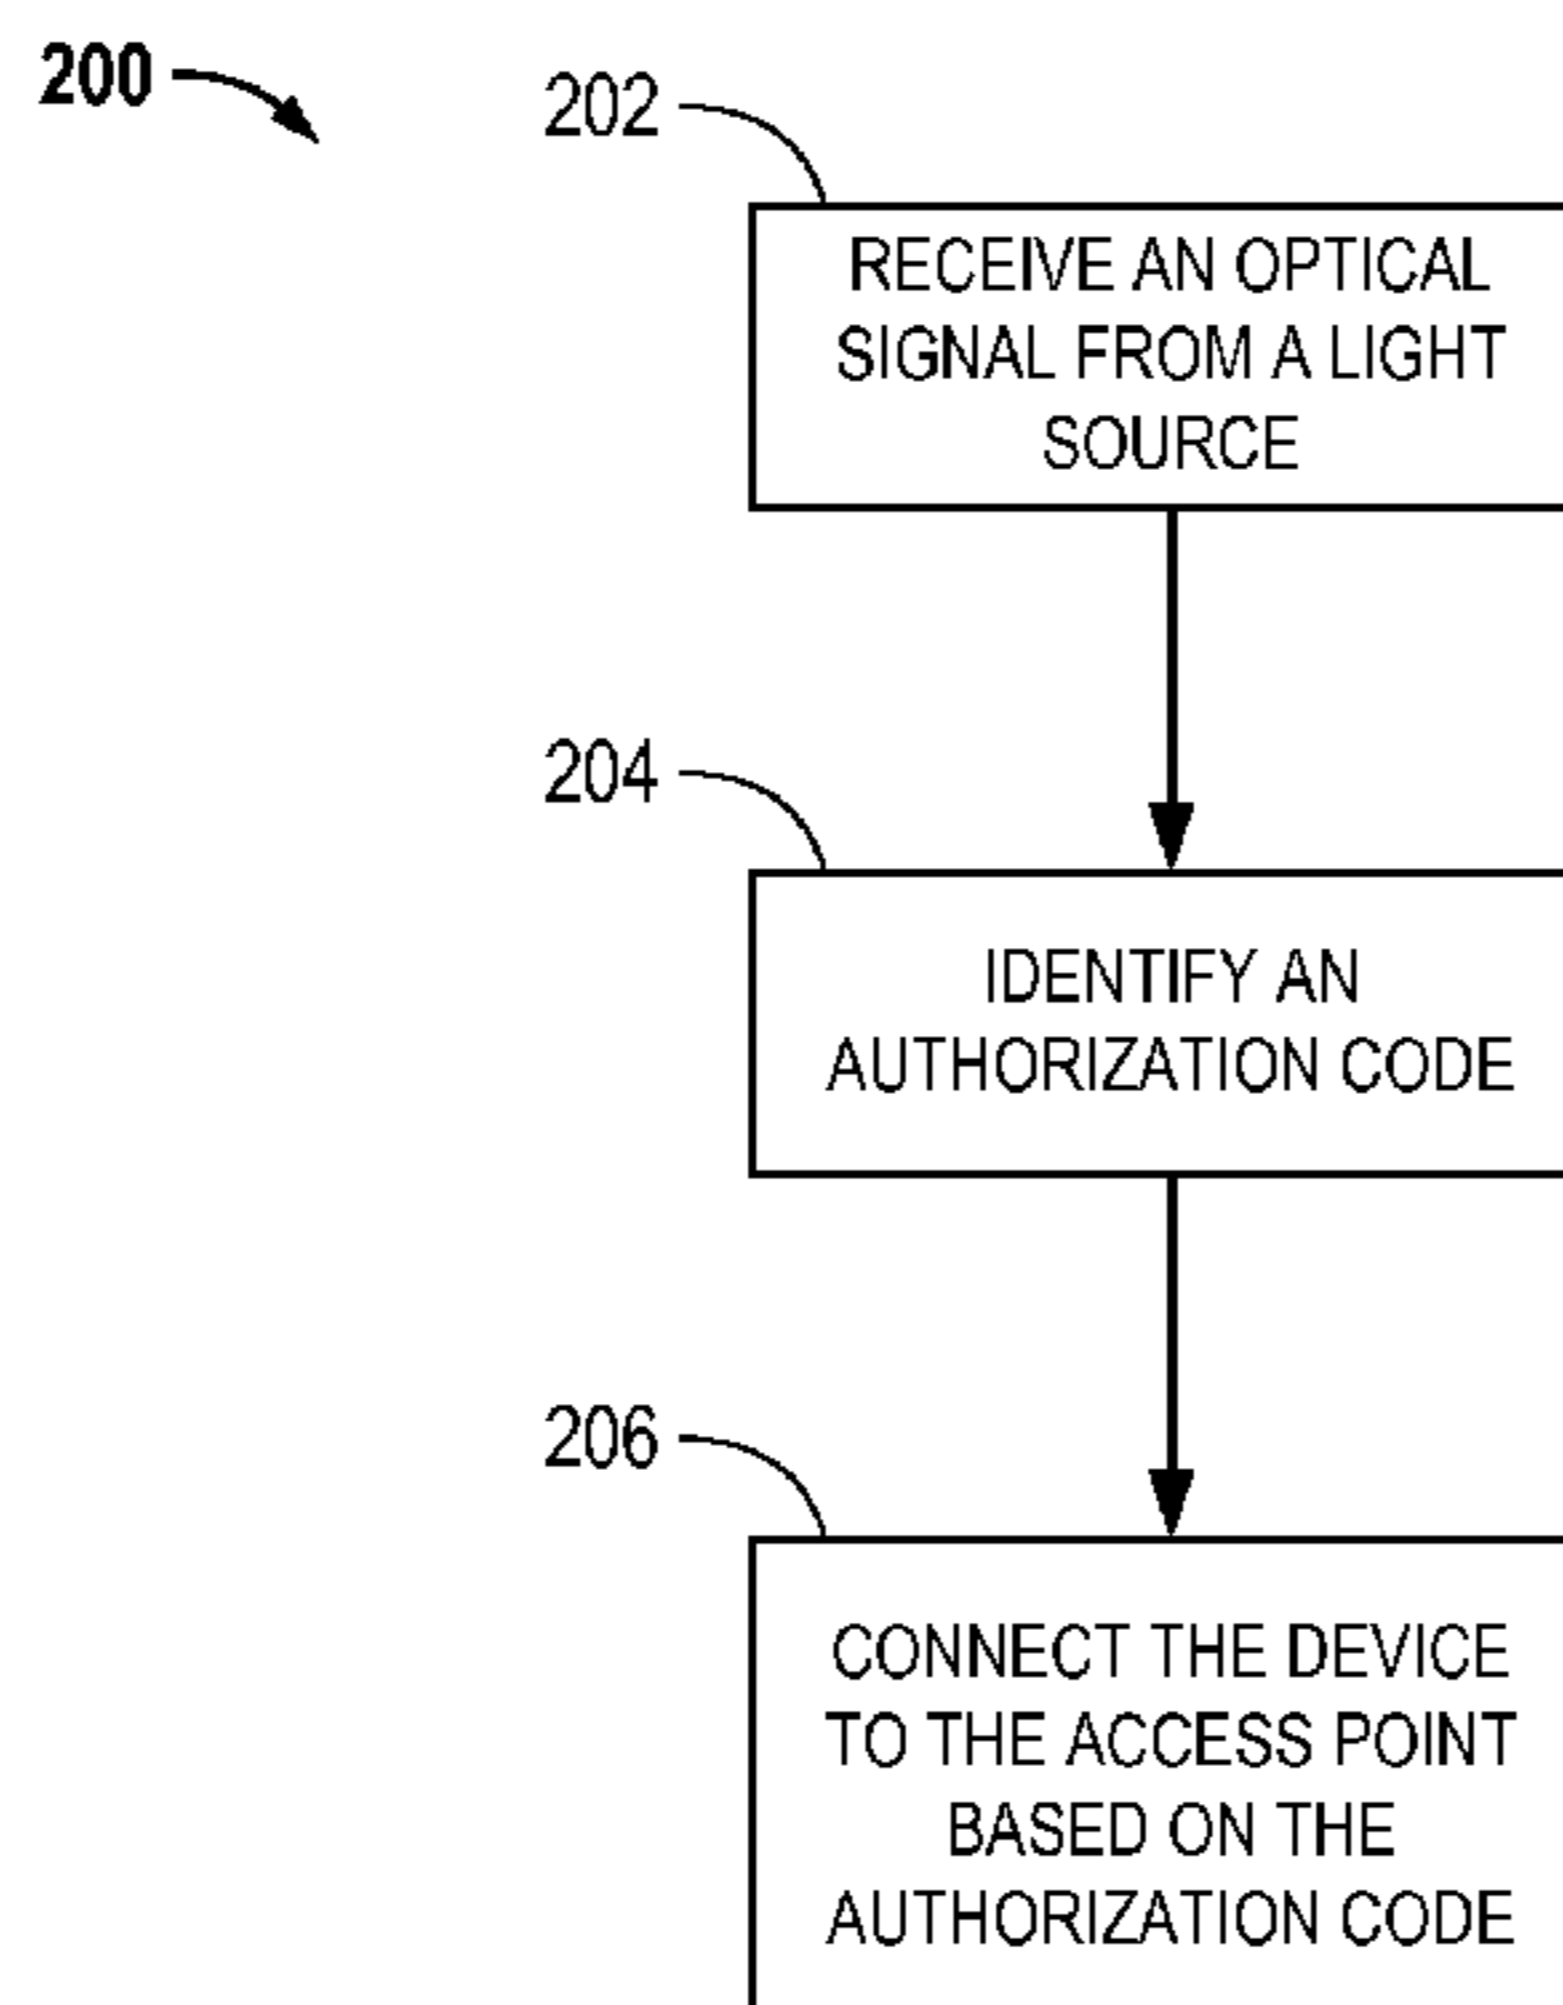 200
202
RECEIVE AN OPTICAL
SIGNAL FROM A LIGHT
SOURCE
204
IDENTIFY AN
AUTHORIZATION CODE
206
CONNECT THE DEVICE
TO THE ACCESS POINT
BASED ON THE
AUTHORIZATION CODE